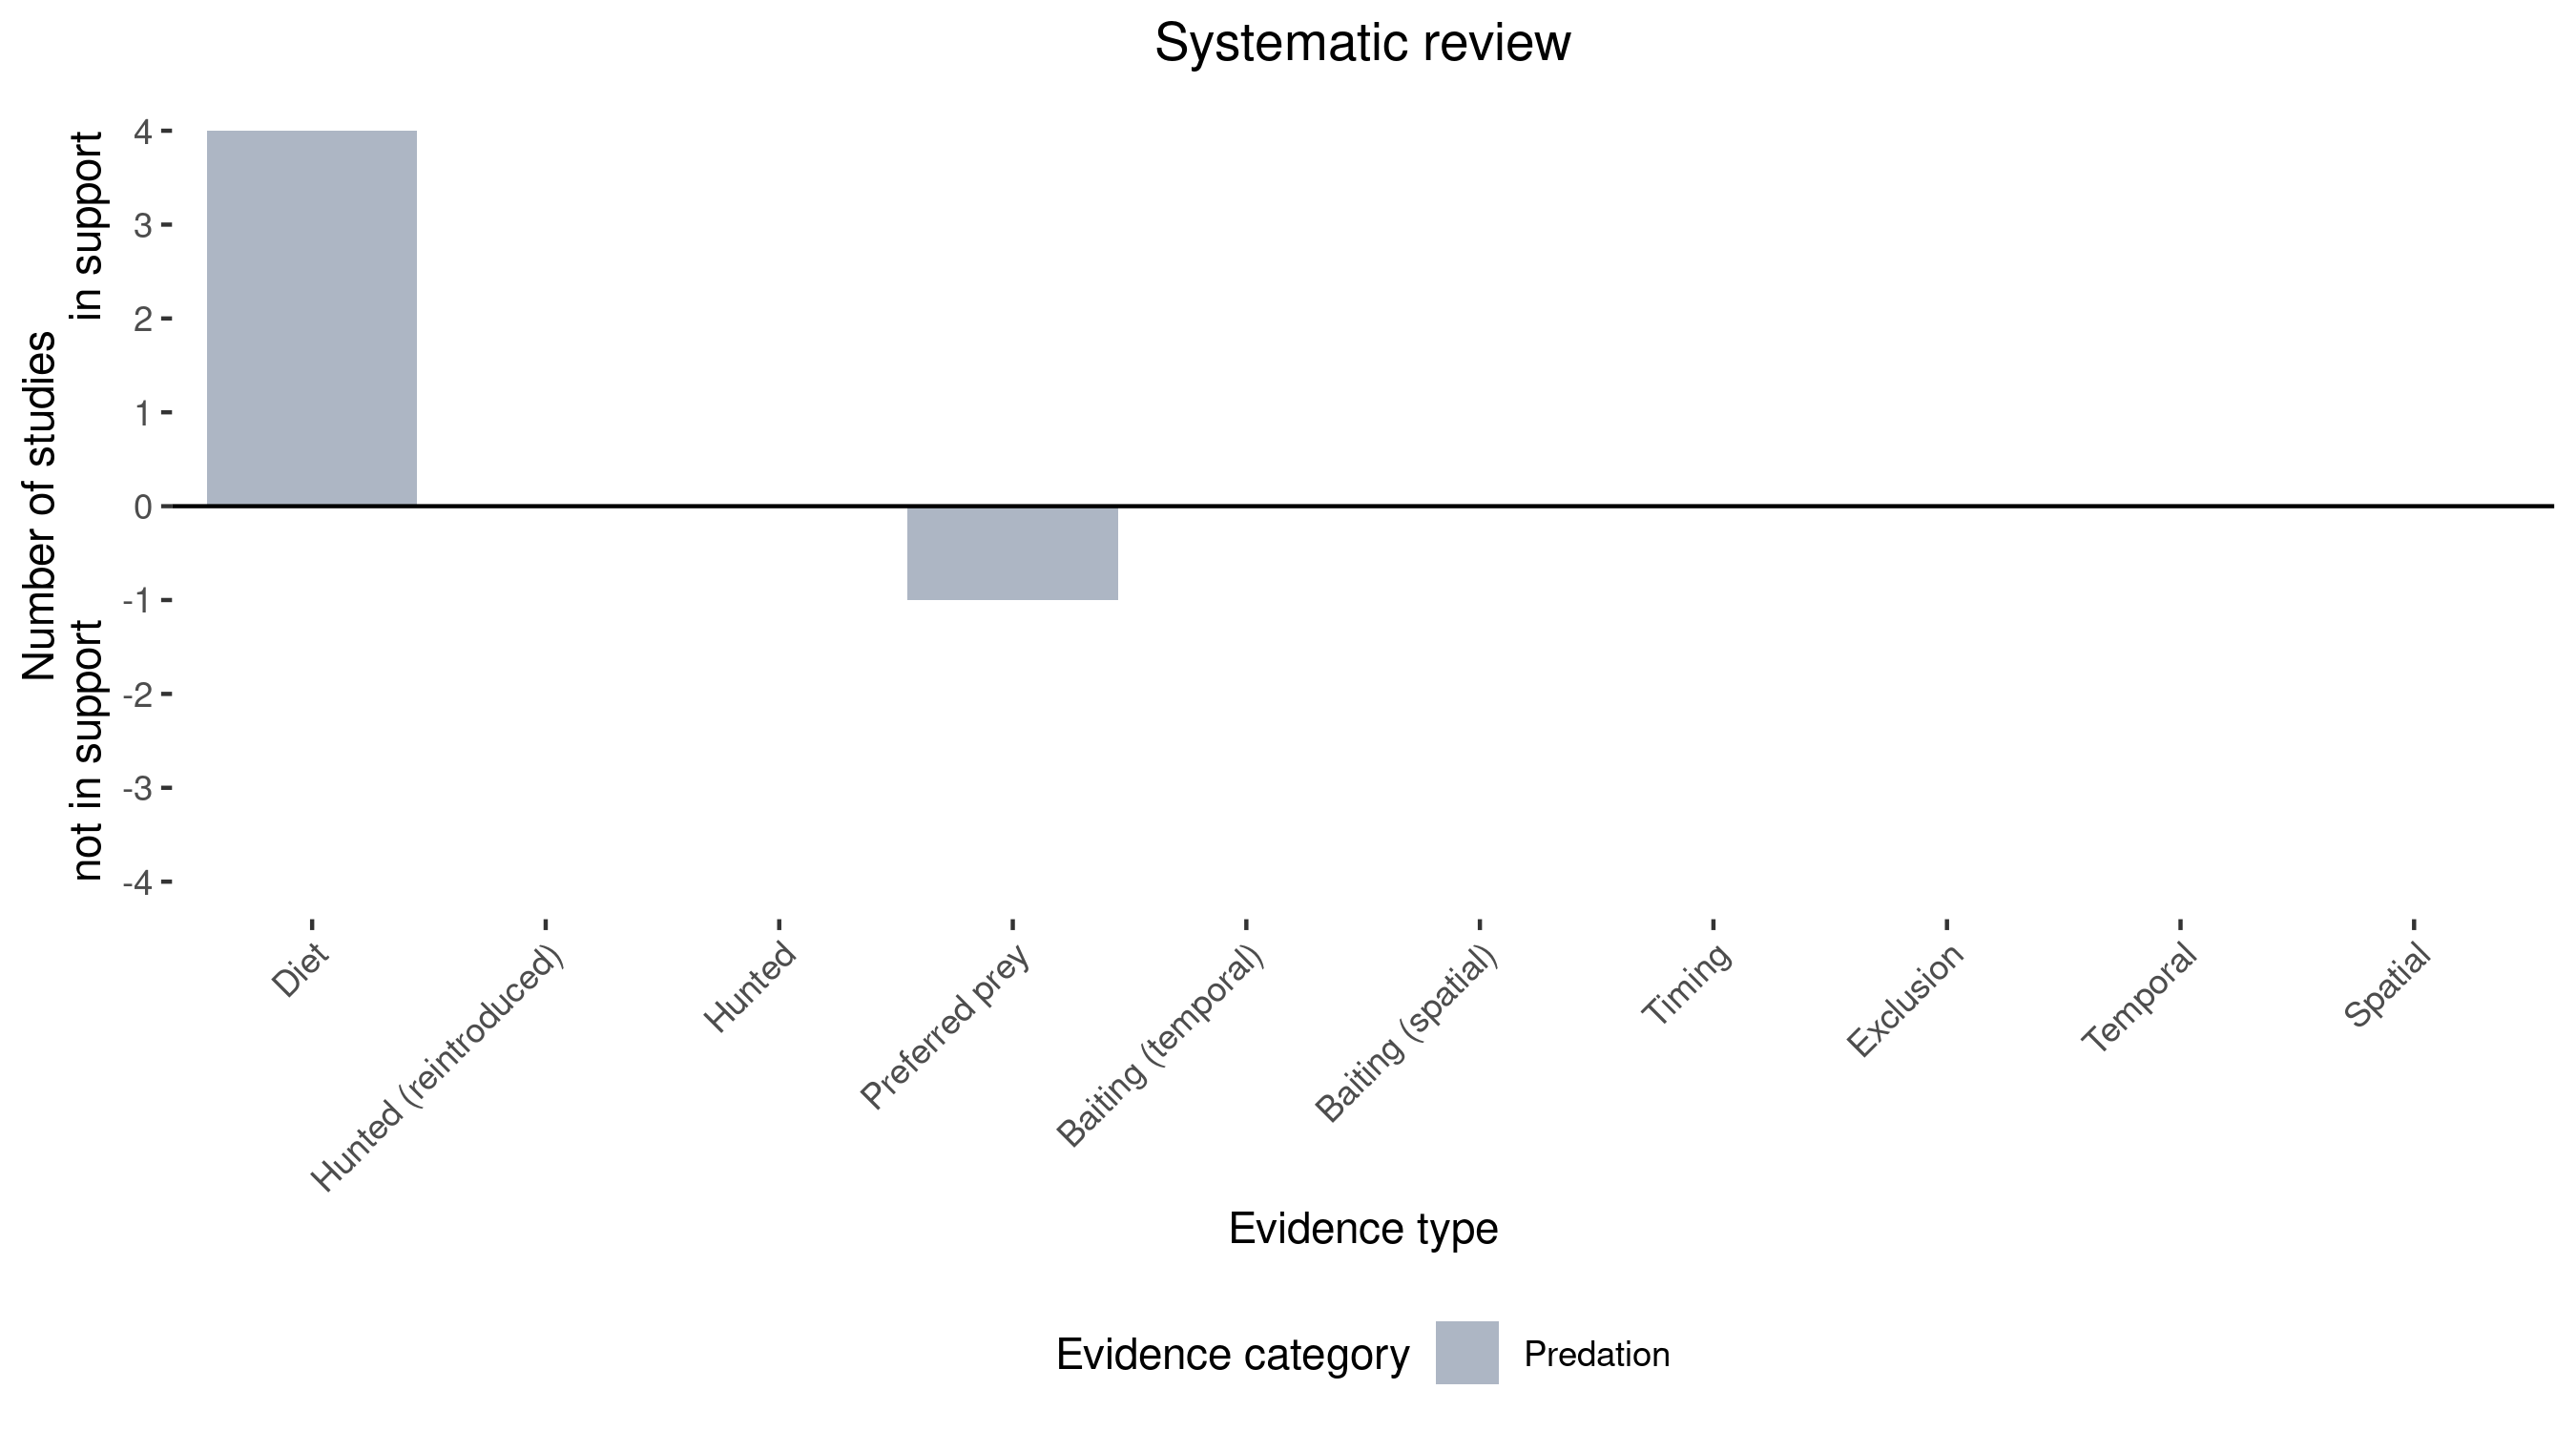 Systematic review
Number of studies
in support
not in support
4
3
2
1
0
-1
-2
-3
-4
Diet
Hunted (reintroduced)
Hunted
Preferred prey
Baiting (temporal)
Baiting (spatial)
Timing
Exclusion
Temporal
Spatial
Evidence type
Evidence category
Predation